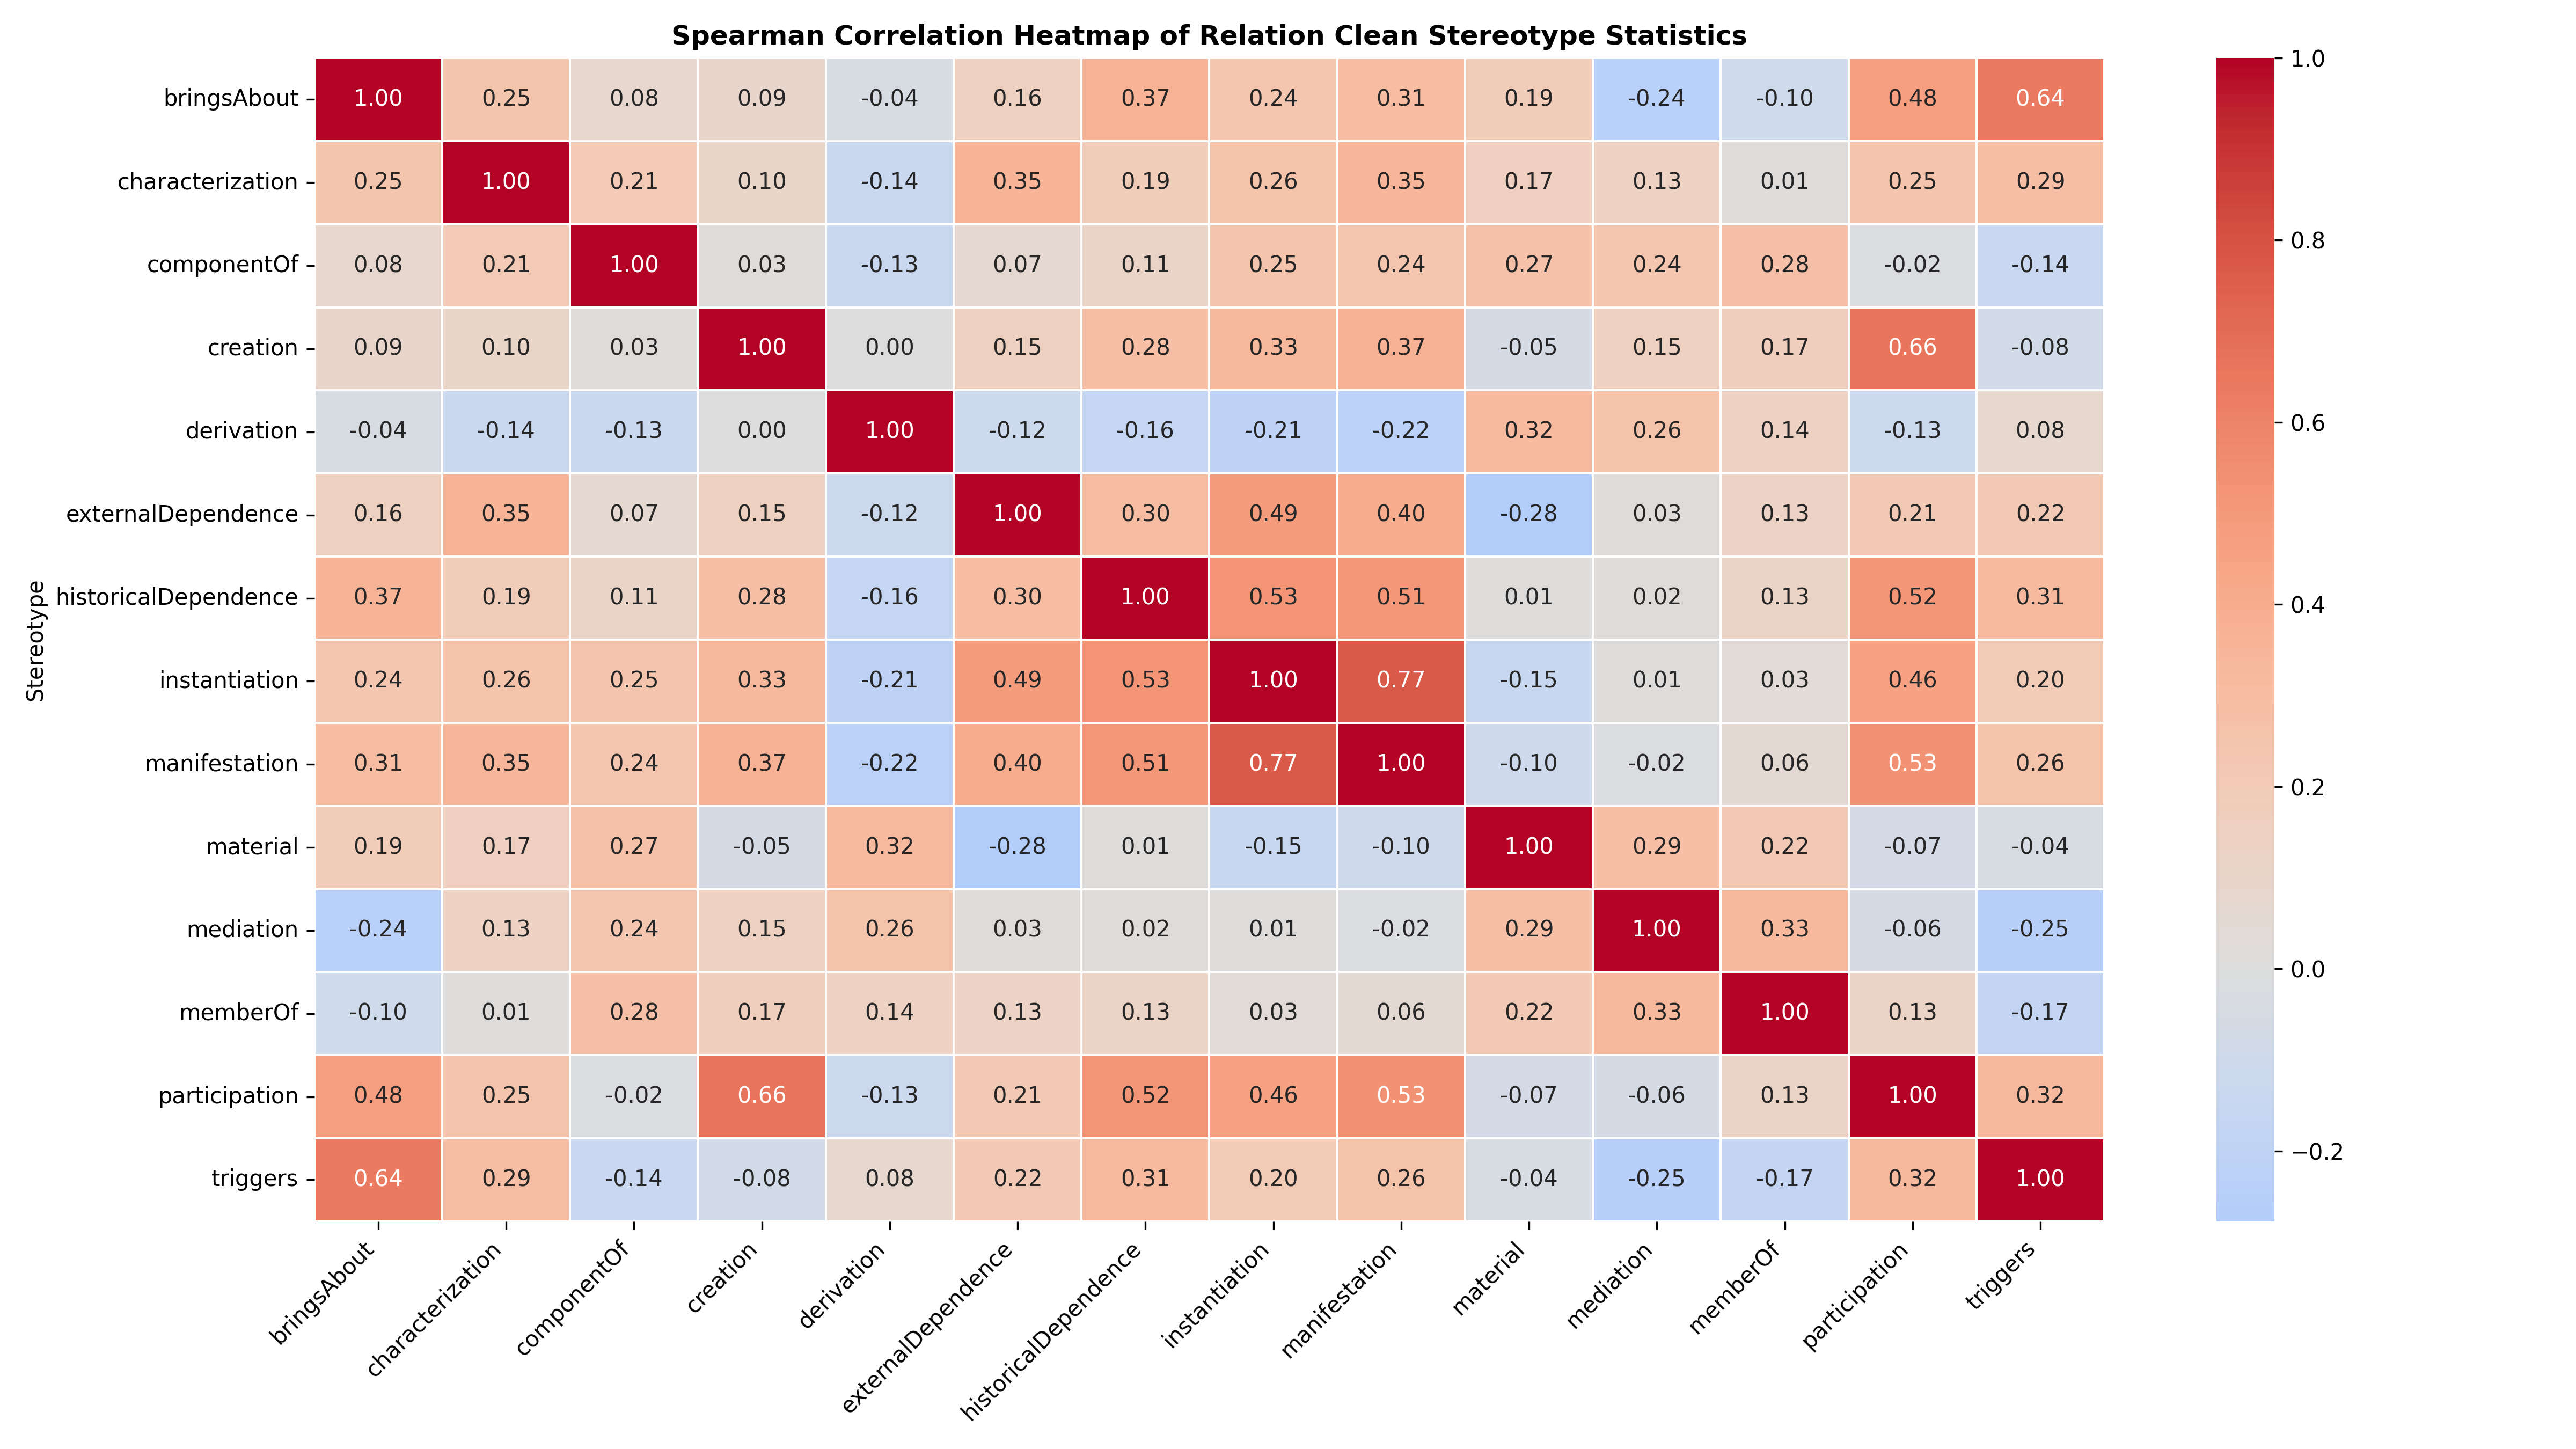 Spearman Correlation Heatmap of Relation Clean Stereotype Statistics
Stereotype
bringsAbout 1.00 0.25 0.08 0.09 -0.04 0.16 0.37 0.24 0.31 0.19 -0.24 -0.10 0.48 0.64
characterization 0.25 1.00 0.21 0.10 -0.14 0.35 0.19 0.26 0.35 0.17 0.13 0.01 0.25 0.29
componentOf 0.08 0.21 1.00 0.03 -0.13 0.07 0.11 0.25 0.24 0.27 0.24 0.28 -0.02 -0.14
creation 0.09 0.10 0.03 1.00 0.00 0.15 0.28 0.33 0.37 -0.05 0.15 0.17 0.66 -0.08
derivation -0.04 -0.14 -0.13 0.00 1.00 -0.12 -0.16 -0.21 -0.22 0.32 0.26 0.14 -0.13 0.08
externalDependence 0.16 0.35 0.07 0.15 -0.12 1.00 0.30 0.49 0.40 -0.28 0.03 0.13 0.21 0.22
historicalDependence 0.37 0.19 0.11 0.28 -0.16 0.30 1.00 0.53 0.51 0.01 0.02 0.13 0.52 0.31
instantiation 0.24 0.26 0.25 0.33 -0.21 0.49 0.53 1.00 0.77 -0.15 0.01 0.03 0.46 0.20
manifestation 0.31 0.35 0.24 0.37 -0.22 0.40 0.51 0.77 1.00 -0.10 -0.02 0.06 0.53 0.26
material 0.19 0.17 0.27 -0.05 0.32 -0.28 0.01 -0.15 -0.10 1.00 0.29 0.22 -0.07 -0.04
mediation -0.24 0.13 0.24 0.15 0.26 0.03 0.02 0.01 -0.02 0.29 1.00 0.33 -0.06 -0.25
memberOf -0.10 0.01 0.28 0.17 0.14 0.13 0.13 0.03 0.06 0.22 0.33 1.00 0.13 -0.17
participation 0.48 0.25 -0.02 0.66 -0.13 0.21 0.52 0.46 0.53 -0.07 -0.06 0.13 1.00 0.32
triggers 0.64 0.29 -0.14 -0.08 0.08 0.22 0.31 0.20 0.26 -0.04 -0.25 -0.17 0.32 1.00
bringsAbout characterization componentOf creation derivation externalDependence historicalDependence instantiation manifestation material mediation memberOf participation triggers
1.0
0.8
0.6
0.4
0.2
0.0
−0.2